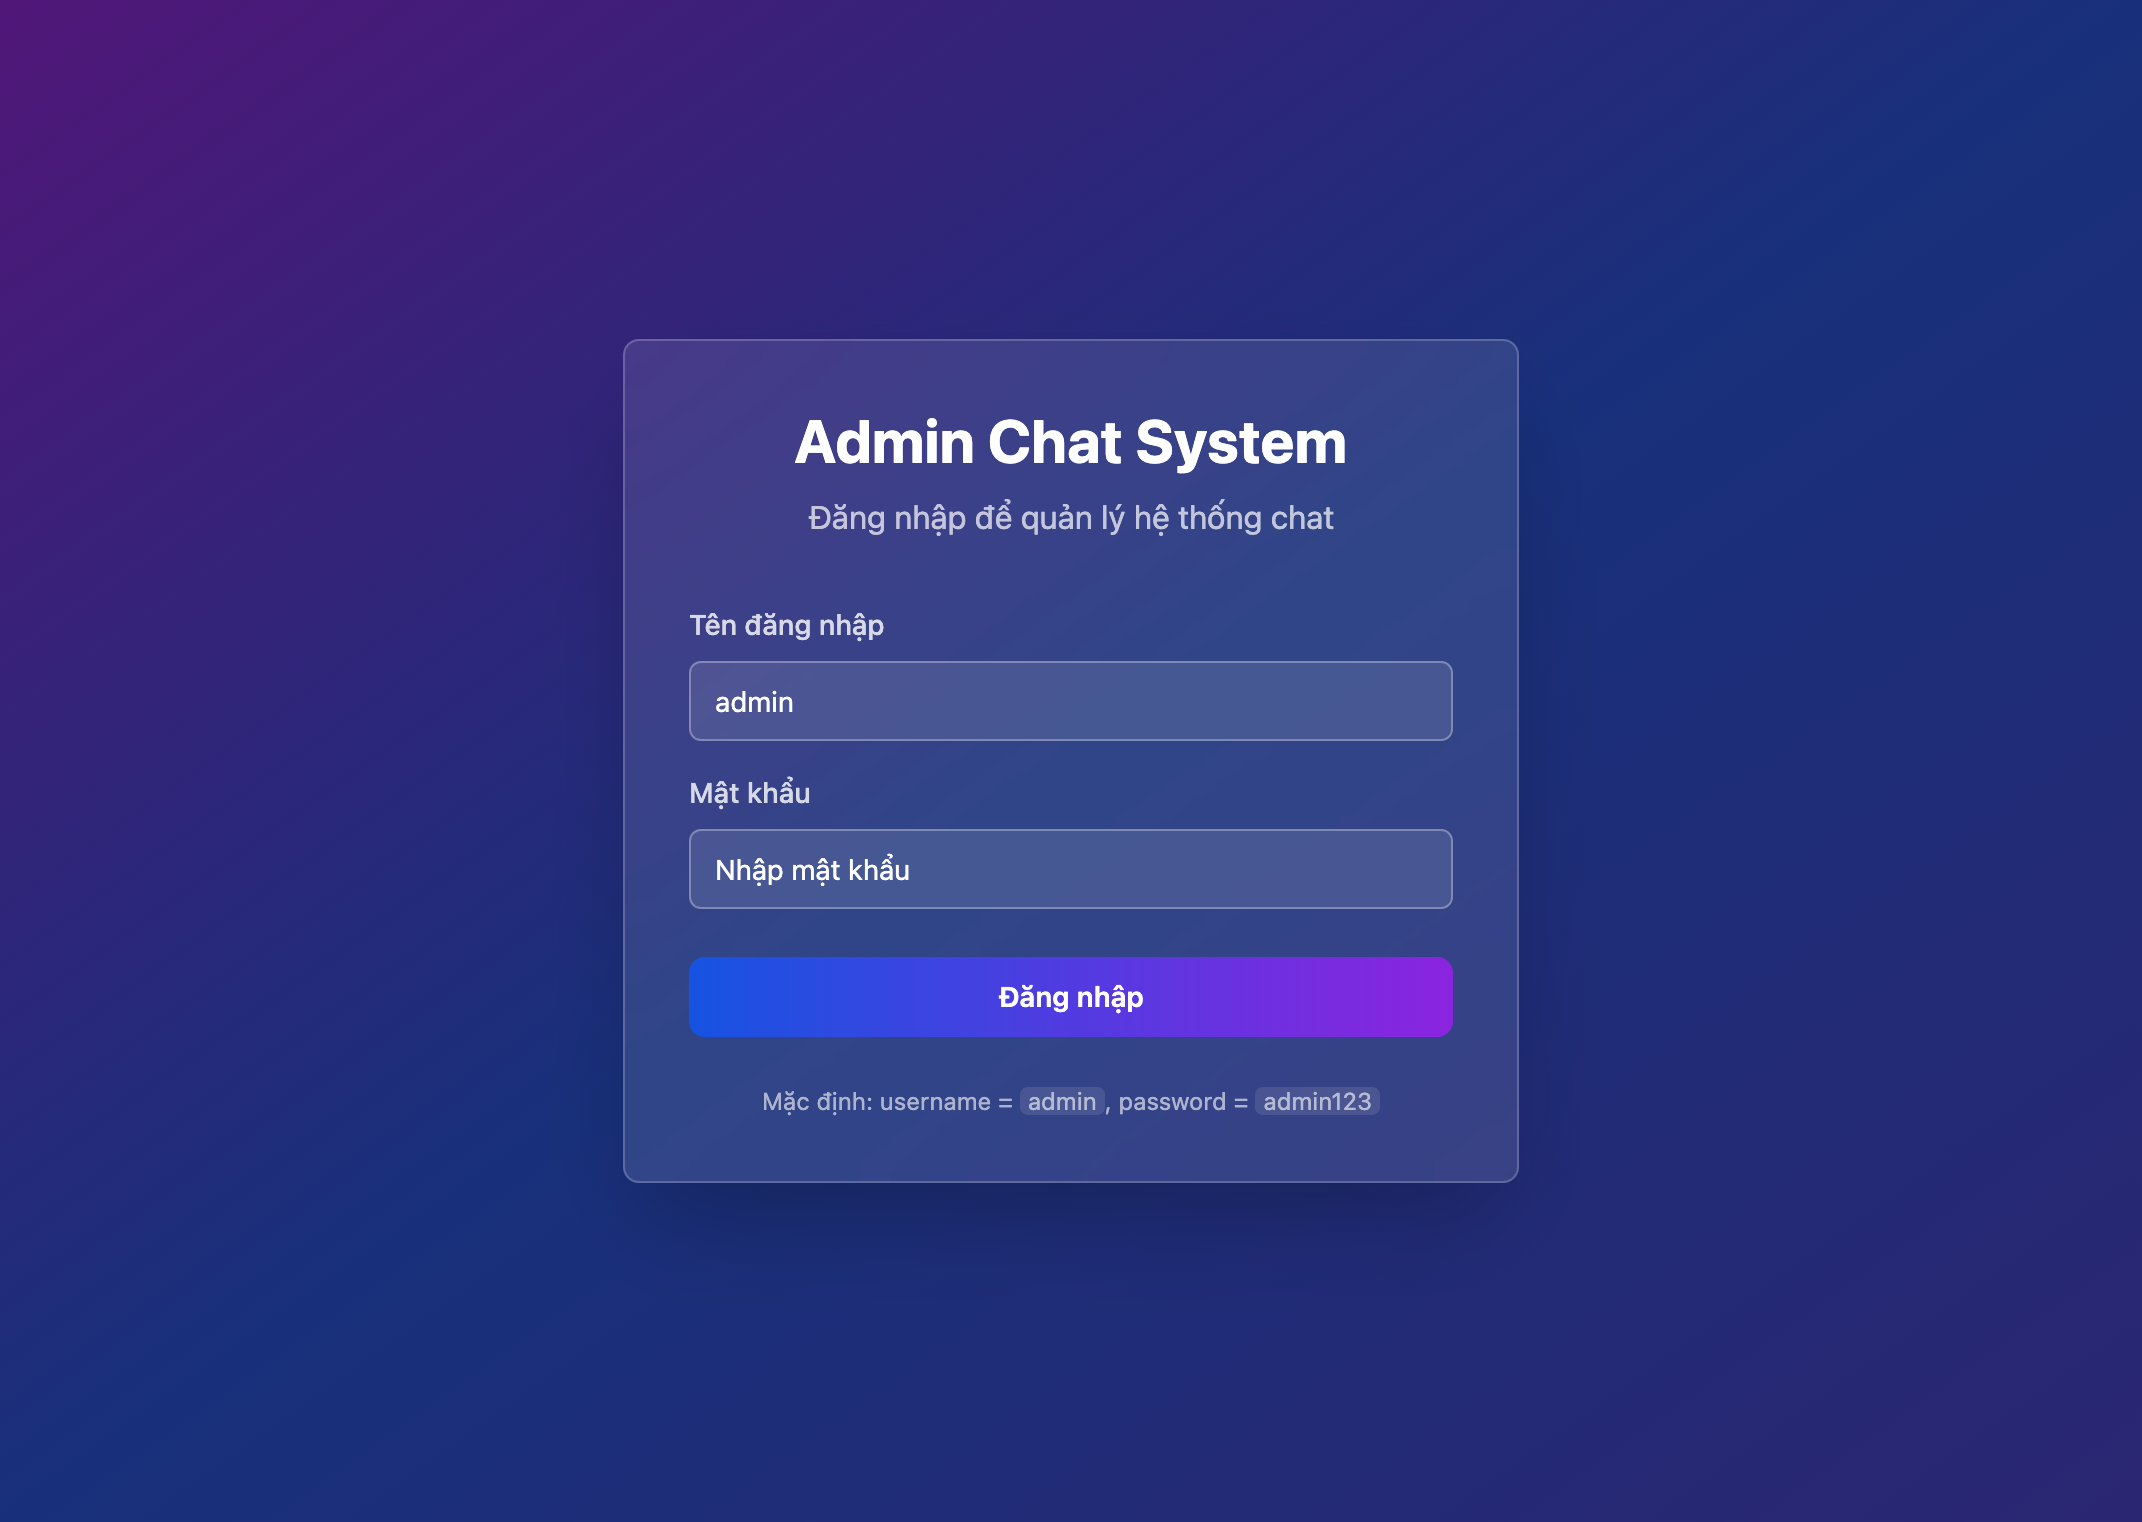 Admin Chat System
Đăng nhập để quản lý hệ thống chat
Tên đăng nhập
admin
Mật khẩu
Nhập mật khẩu
Đăng nhập
Mặc định: username = admin, password = admin123